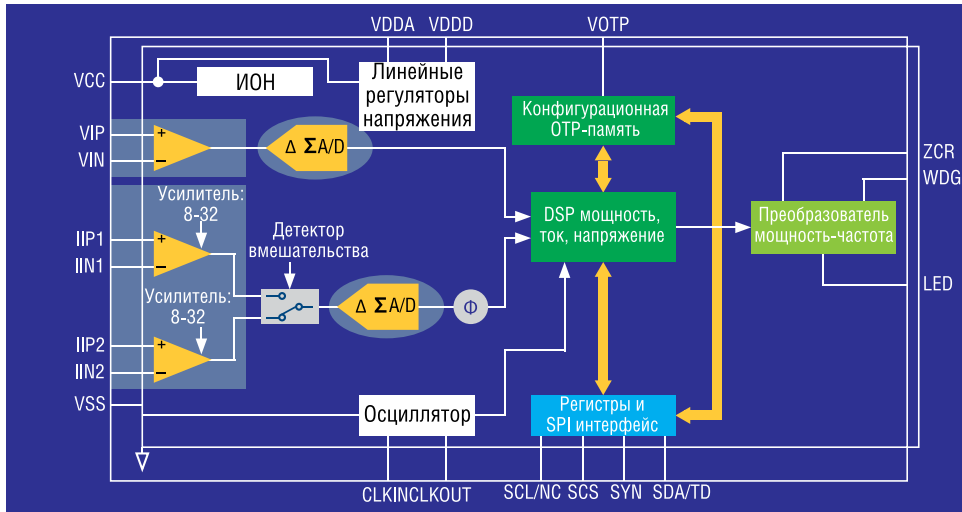 VDDA VDDD VOTP
VCC
ИОН
Линейные
регуляторы
напряжения
Конфигурационная
OTP-память
VIP
VIN
+
−
Δ ΣA/D
ZCR
WDG
Усилитель:
8-32
IIP1
IIN1
+
−
Детектор
вмешательства
DSP мощность,
ток, напряжение
Преобразователь
мощность-частота
LED
Усилитель:
8-32
Δ ΣA/D
Ф
IIP2
IIN2
+
−
VSS
Осциллятор
Регистры и
SPI интерфейс
CLKINCLKOUT
SCL/NC SCS SYN SDA/TD